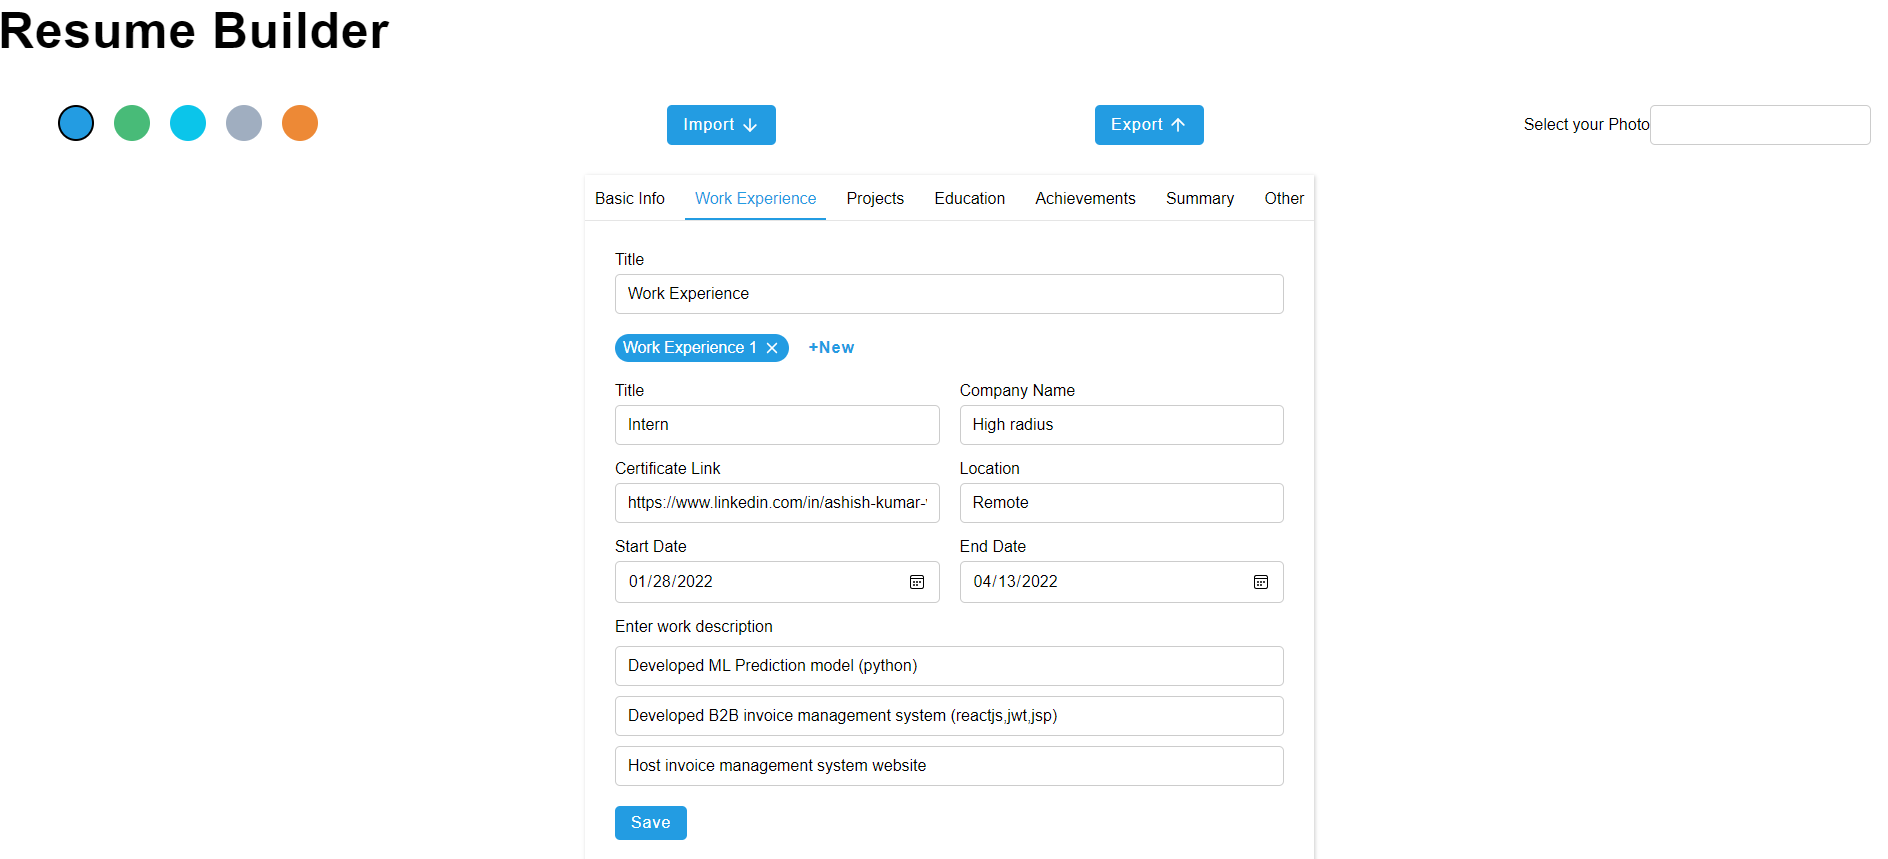 Resume Builder
Import
Export
Select your Photo
Basic Info Work Experience Projects Education Achievements Summary Other
Title
Work Experience
Work Experience 1 +New
Title Company Name
Intern High radius
Certificate Link Location
https://www.linkedin.com/in/ashish-kumar- Remote
Start Date End Date
01/28/2022 04/13/2022
Enter work description
Developed ML Prediction model (python)
Developed B2B invoice management system (reactjs,jwt,jsp)
Host invoice management system website
Save